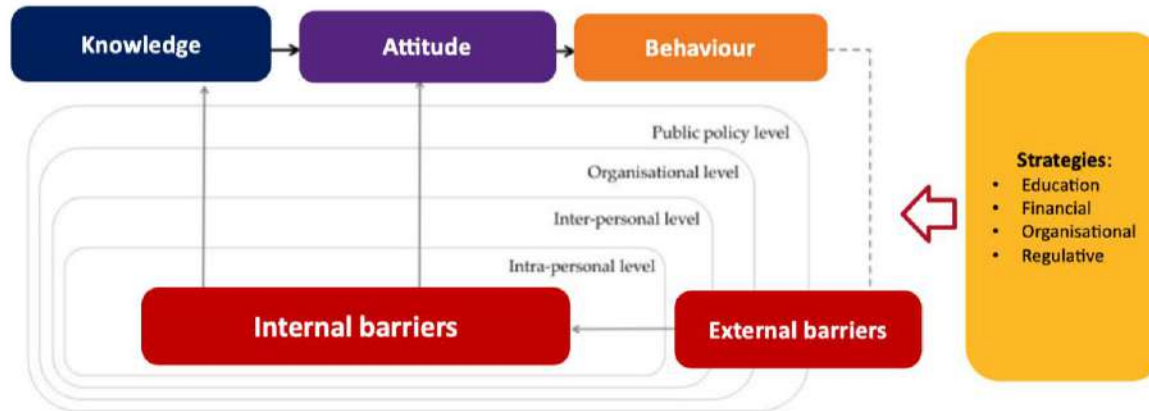 Knowledge
Attitude
Behaviour
Public policy level
Organisational level
Inter-personal level
Intra-personal level
Internal barriers
External barriers
Strategies:
• Education
• Financial
• Organisational
• Regulative